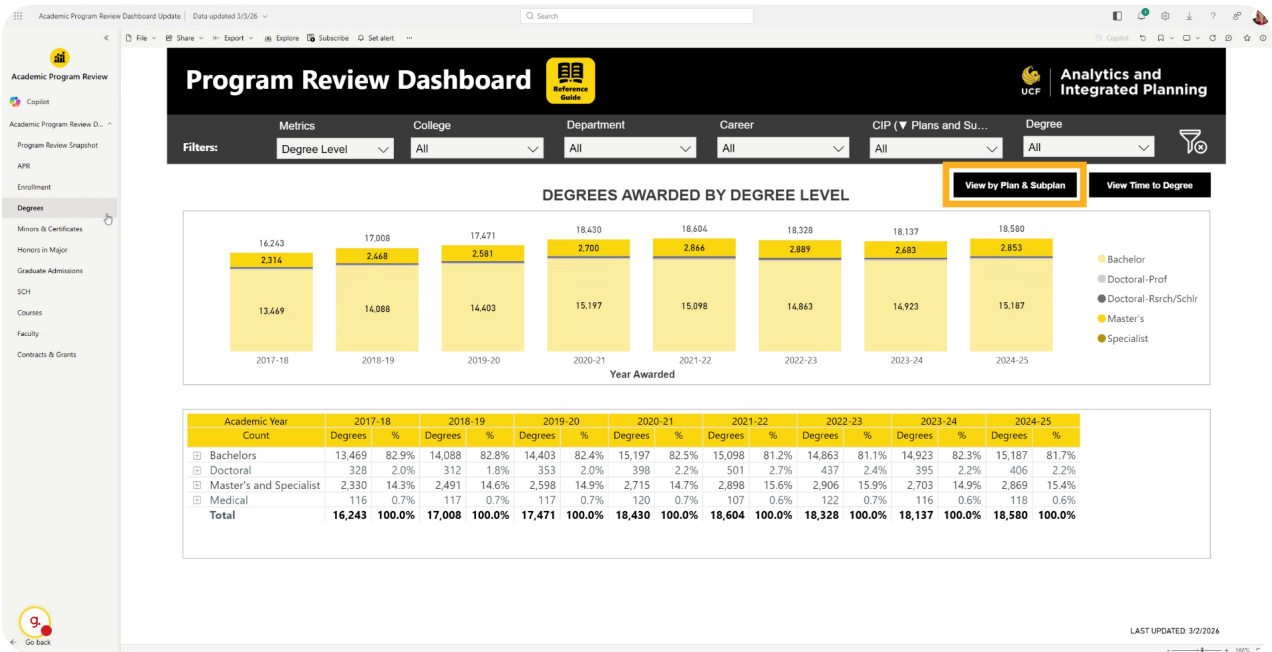 Academic Program Review Dashboard Update | Data updated 3/3/26
Search
1
File
Share
Export
Explore
Subscribe
Set alert
...
Copilot
Academic Program Review
Copilot
Academic Program Review D...
Program Review Snapshot
APR
Enrollment
Degrees
Minors & Certificates
Honors in Major
Graduate Admissions
SCH
Courses
Faculty
Contracts & Grants
g.
Go back
Program Review Dashboard
Reference
Guide
UCF
Analytics and
Integrated Planning
Filters:
Metrics College Department Career CIP (▼ Plans and Su... Degree
Degree Level All All All All All
View by Plan & Subplan
View Time to Degree
DEGREES AWARDED BY DEGREE LEVEL
16,243 17,008 17,471 18,430 18,604 18,328 18,137 18,580
2,314 2,468 2,581 2,700 2,866 2,889 2,683 2,853
13,469 14,088 14,403 15,197 15,098 14,863 14,923 15,187
2017-18 2018-19 2019-20 2020-21 2021-22 2022-23 2023-24 2024-25
Year Awarded
Bachelor
Doctoral-Prof
Doctoral-Rsrch/Schlr
Master's
Specialist
Academic Year 2017-18 2018-19 2019-20 2020-21 2021-22 2022-23 2023-24 2024-25
Count Degrees % Degrees % Degrees % Degrees % Degrees % Degrees % Degrees % Degrees %
Bachelors 13,469 82.9% 14,088 82.8% 14,403 82.4% 15,197 82.5% 15,098 81.2% 14,863 81.1% 14,923 82.3% 15,187 81.7%
Doctoral 328 2.0% 312 1.8% 353 2.0% 398 2.2% 501 2.7% 437 2.4% 395 2.2% 406 2.2%
Master's and Specialist 2,330 14.3% 2,491 14.6% 2,598 14.9% 2,715 14.7% 2,898 15.6% 2,906 15.9% 2,703 14.9% 2,869 15.4%
Medical 116 0.7% 117 0.7% 117 0.7% 120 0.7% 107 0.6% 122 0.7% 116 0.6% 118 0.6%
Total 16,243 100.0% 17,008 100.0% 17,471 100.0% 18,430 100.0% 18,604 100.0% 18,328 100.0% 18,137 100.0% 18,580 100.0%
LAST UPDATED: 3/2/2026